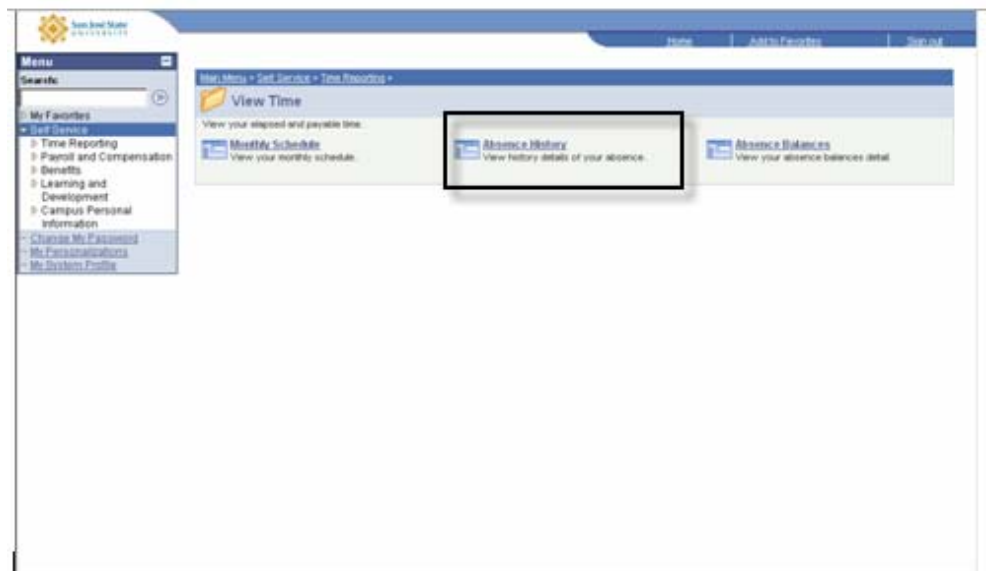 San José State
UNIVERSITY
Home Add to Favorites Sign out
Menu
Search:
My Favorites
Self Service
Time Reporting
Payroll and Compensation
Benefits
Learning and
Development
Campus Personal
Information
Change My Password
My Personalizations
My System Profile
Main Menu > Self Service > Time Reporting >
View Time
View your elapsed and payable time.
Monthly Schedule
View your monthly schedule.
Absence History
View history details of your absence.
Absence Balances
View your absence balances detail.